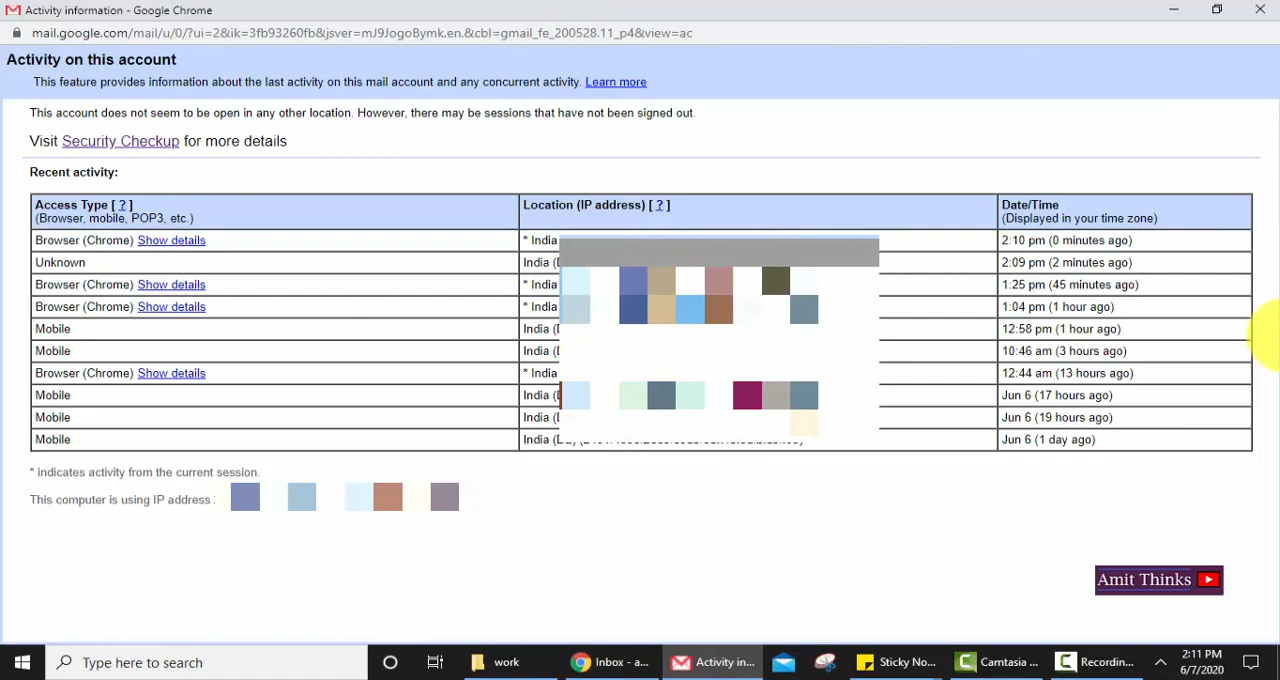 Activity information - Google Chrome
mail.google.com/mail/u/0/?ui=2&ik=3fb93260fb&jsver=mJ9JogoBymk.en.&cbl=gmail_fe_200528.11_p4&view=ac
Activity on this account
This feature provides information about the last activity on this mail account and any concurrent activity. Learn more
This account does not seem to be open in any other location. However, there may be sessions that have not been signed out.
Visit Security Checkup for more details
Recent activity:
Access Type [ ? ] Location (IP address) [ ? ] Date/Time
(Browser, mobile, POP3, etc.) (Displayed in your time zone)
Browser (Chrome) Show details * India 2:10 pm (0 minutes ago)
Unknown India 2:09 pm (2 minutes ago)
Browser (Chrome) Show details * India 1:25 pm (45 minutes ago)
Browser (Chrome) Show details * India 1:04 pm (1 hour ago)
Mobile India 12:58 pm (1 hour ago)
Mobile India 10:46 am (3 hours ago)
Browser (Chrome) Show details * India 12:44 am (13 hours ago)
Mobile India Jun 6 (17 hours ago)
Mobile India Jun 6 (19 hours ago)
Mobile India Jun 6 (1 day ago)
* indicates activity from the current session.
This computer is using IP address
Amit Thinks
Type here to search work Inbox - a... Activity in... Sticky No... Camtasia ... Recordin... 2:11 PM
6/7/2020